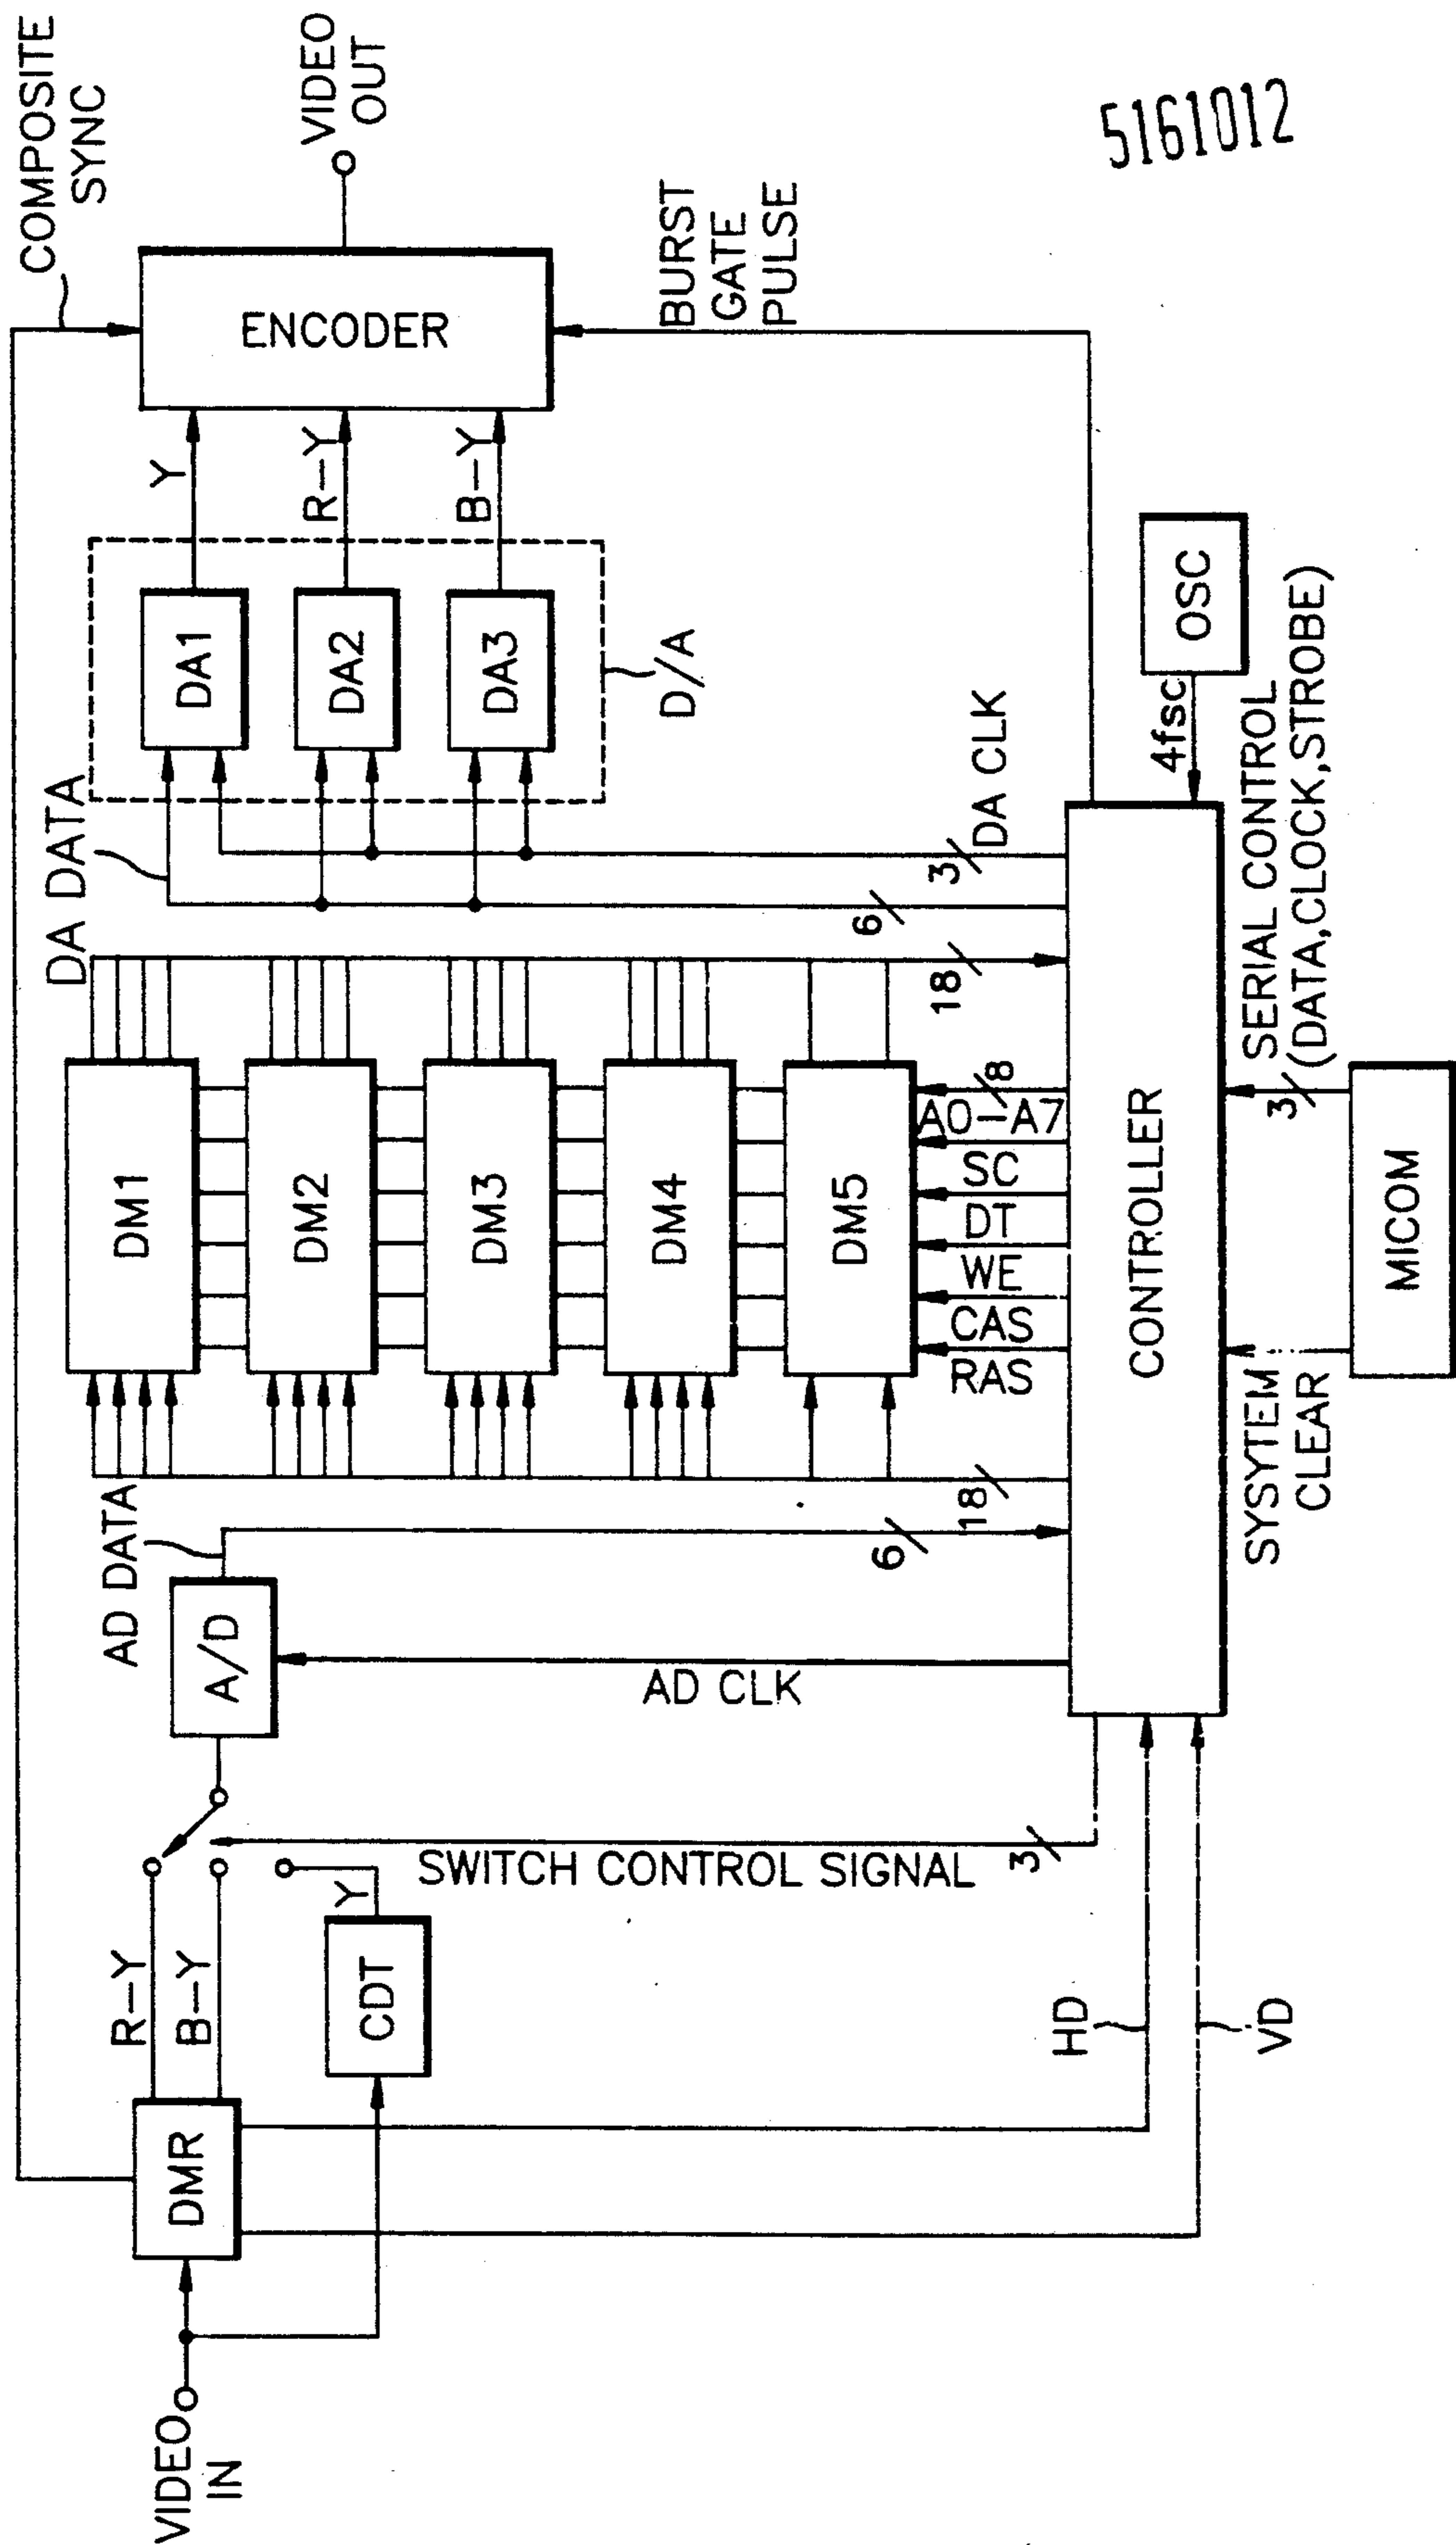 COMPOSITE
SYNC
VIDEO
OUT
5161012
ENCODER
BURST
GATE
PULSE
Y
R-Y
B-Y
DA1
DA2
DA3
D/A
DA DATA
DA CLK
3
6
18
4fsc
OSC
SERIAL CONTROL
(DATA,CLOCK,STROBE)
3
DM1
DM2
DM3
DM4
DM5
8
A0-A7
SC
DT
WE
CAS
RAS
CONTROLLER
MICOM
SYSYTEM
CLEAR
18
6
AD DATA
A/D
AD CLK
SWITCH CONTROL SIGNAL
3
R-Y
B-Y
Y
CDT
DMR
HD
VD
VIDEO
IN